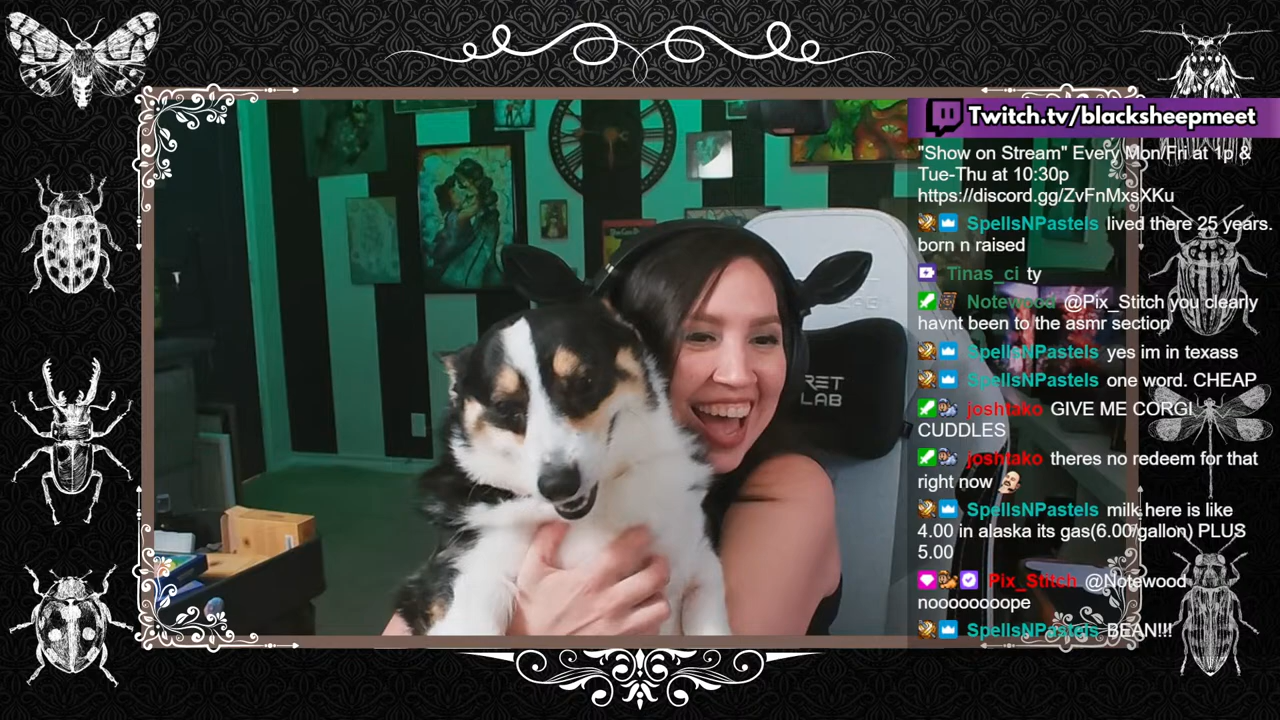 Twitch.tv/blacksheepmeet
"Show on Stream" Every Mon/Fri at 1p &
Tue-Thu at 10:30p
https://discord.gg/ZvFnMxsXKu
SpellsNPastels lived there 25 years.
born n raised
Tinas_ci ty
Notewood @Pix_Stitch you clearly
havnt been to the asmr section
SpellsNPastels yes im in texass
SpellsNPastels one word. CHEAP
joshtako GIVE ME CORGI
CUDDLES
joshtako theres no redeem for that
right now
SpellsNPastels milk here is like
4.00 in alaska its gas(6.00/gallon) PLUS
5.00
Pix_Stitch @Notewood
noooooooope
SpellsNPastels BEAN!!!
RET
LAB